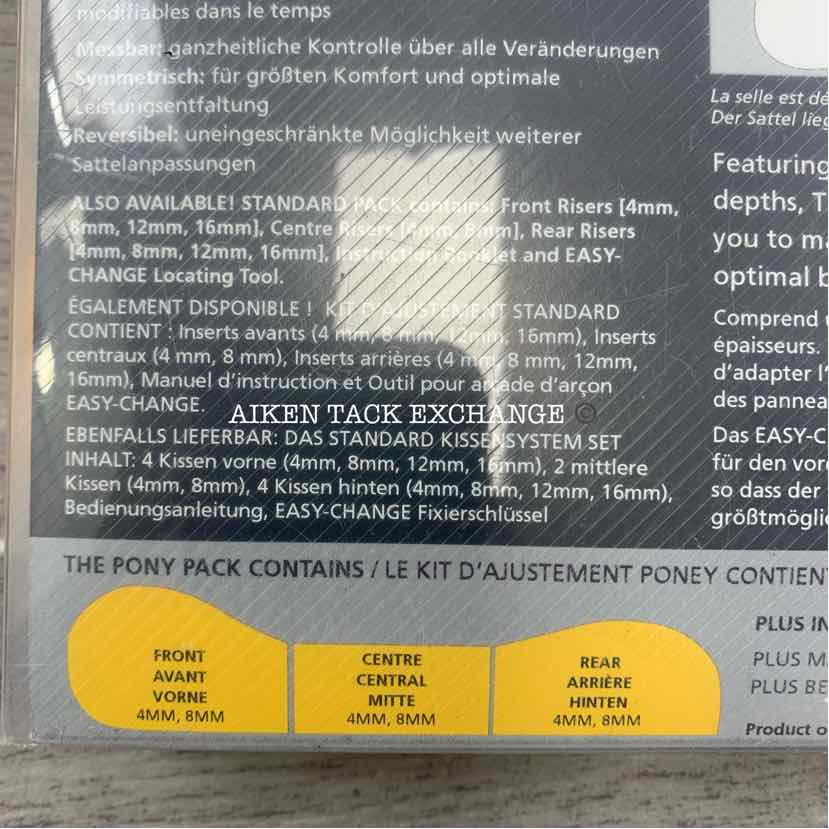 modifiables dans le temps
Messbar: ganzheitliche Kontrolle über alle Veränderungen
Symmetrisch: für größten Komfort und optimale
Leistungsentfaltung
Reversibel: uneingeschränkte Möglichkeit weiterer
Sattelanpassungen
ALSO AVAILABLE! STANDARD PACK contains: Front Risers [4mm,
8mm, 12mm, 16mm], Centre Risers [4mm, 8mm], Rear Risers
[4mm, 8mm, 12mm, 16mm], Instruction Booklet and EASY-
CHANGE Locating Tool.
ÉGALEMENT DISPONIBLE ! KIT D'AJUSTEMENT STANDARD
CONTIENT : Inserts avants (4 mm, 8 mm, 12mm, 16mm), Inserts
centraux (4 mm, 8 mm), Inserts arrières (4 mm, 8 mm, 12mm,
16mm), Manuel d'instruction et Outil pour arcade d'arçon
EASY-CHANGE.
AIKEN TACK EXCHANGE ©
EBENFALLS LIEFERBAR: DAS STANDARD KISSENSYSTEM SET
INHALT: 4 Kissen vorne (4mm, 8mm, 12mm, 16mm), 2 mittlere
Kissen (4mm, 8mm), 4 Kissen hinten (4mm, 8mm, 12mm, 16mm),
Bedienungsanleitung, EASY-CHANGE Fixierschlüssel
La selle est dé
Der Sattel lieg
Featuring
depths, T
you to ma
optimal b
Comprend u
épaisseurs.
d'adapter l'
des pannea
Das EASY-C
für den vor
so dass der
größtmöglic
THE PONY PACK CONTAINS / LE KIT D'AJUSTEMENT PONEY CONTIENT
FRONT
AVANT
VORNE
4MM, 8MM
CENTRE
CENTRAL
MITTE
4MM, 8MM
REAR
ARRIÈRE
HINTEN
4MM, 8MM
PLUS IN
PLUS M
PLUS BE
Product o